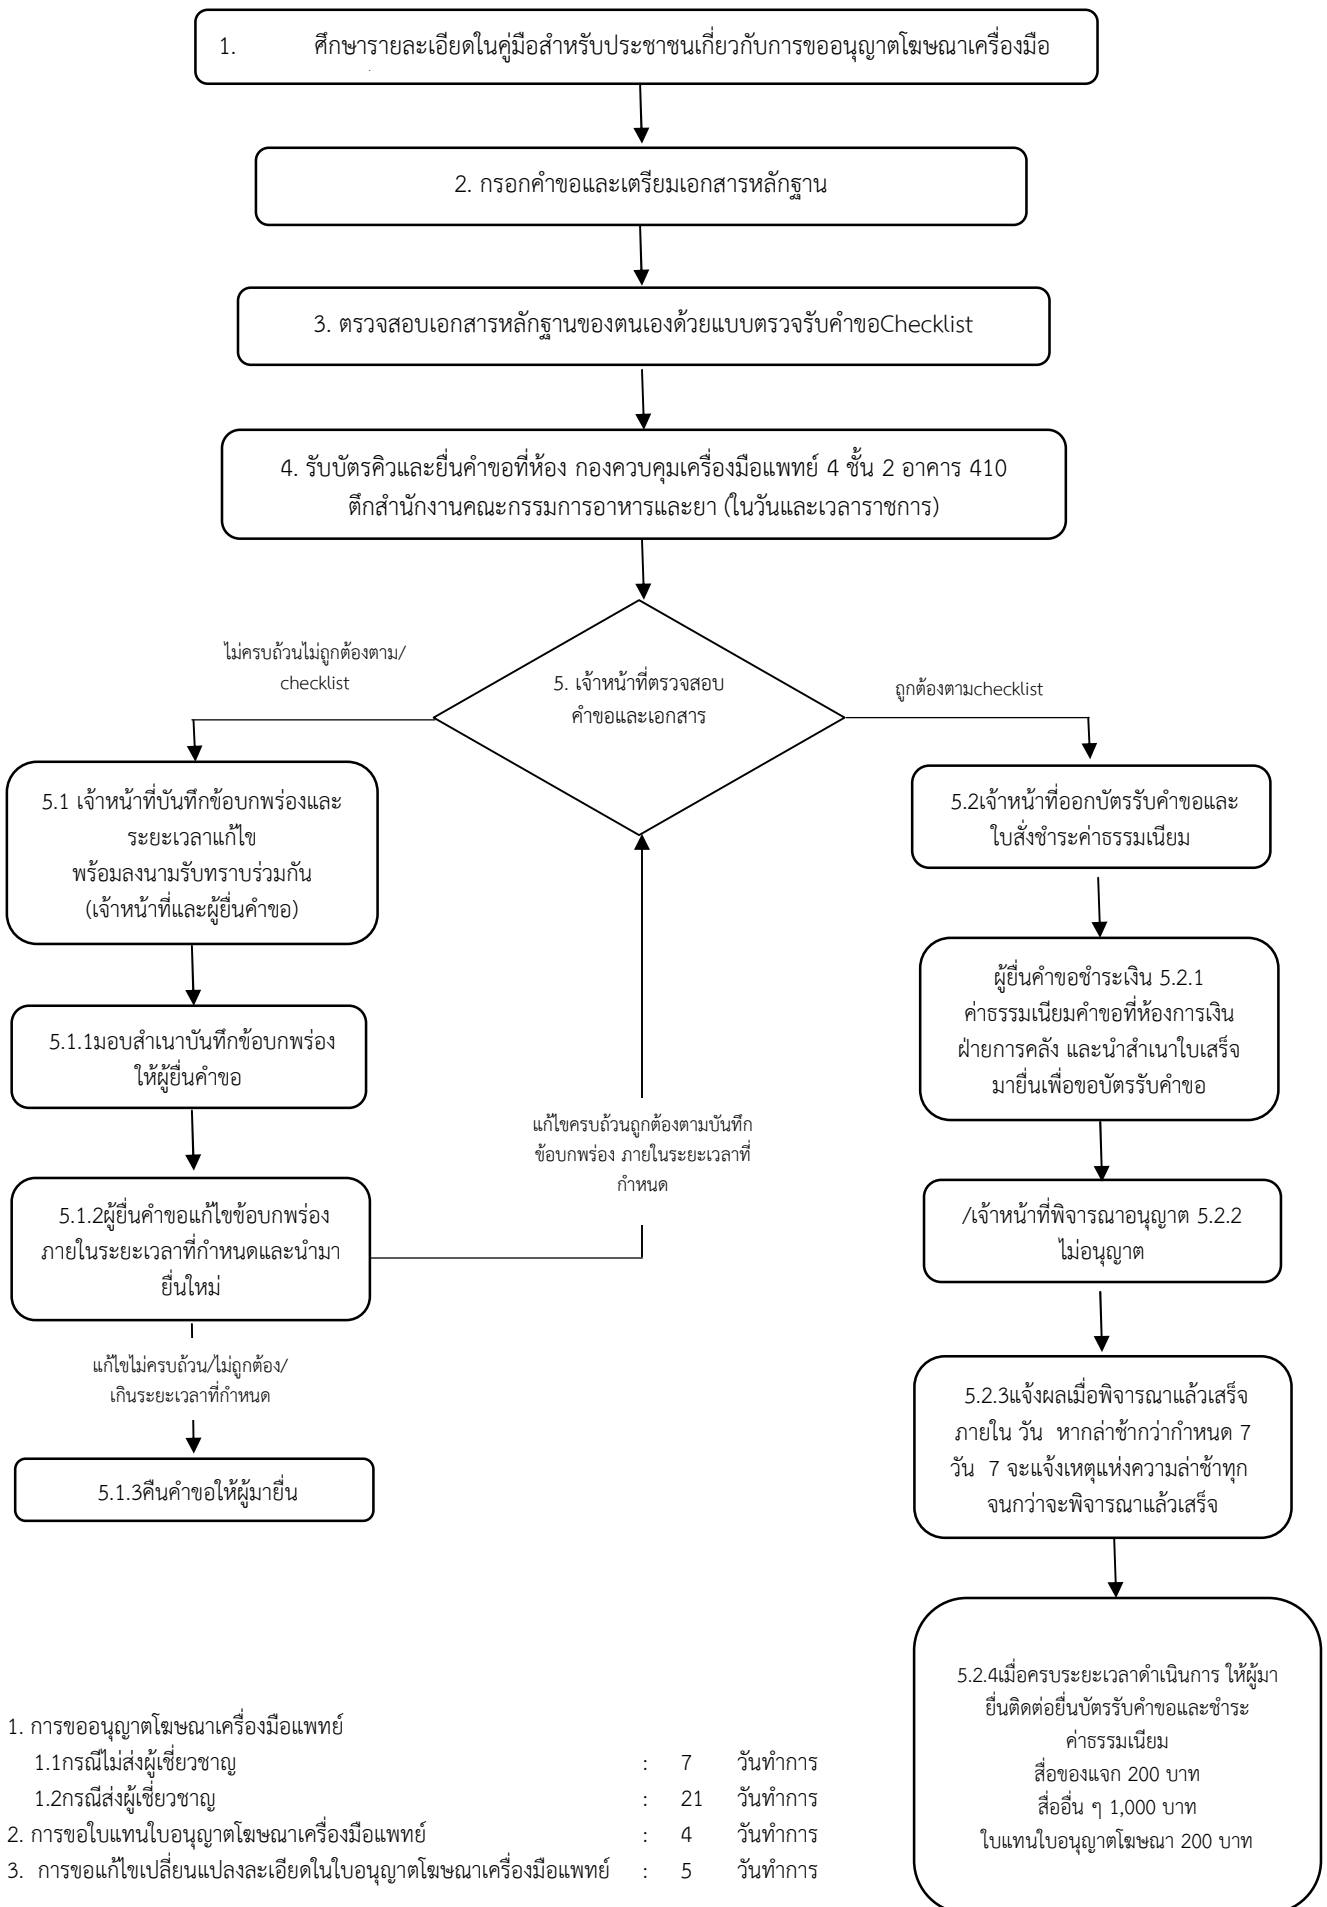 1. ศึกษารายละเอียดในคู่มือสำหรับประชาชนเกี่ยวกับการขออนุญาตโฆษณาเครื่องมือ
2. กรอกคำขอและเตรียมเอกสารหลักฐาน
3. ตรวจสอบเอกสารหลักฐานของตนเองด้วยแบบตรวจรับคำขอChecklist
4. รับบัตรคิวและยื่นคำขอที่ห้อง กองควบคุมเครื่องมือแพทย์ 4 ชั้น 2 อาคาร 410
ตึกสำนักงานคณะกรรมการอาหารและยา (ในวันและเวลาราชการ)
ไม่ครบถ้วนไม่ถูกต้องตาม/
checklist
5. เจ้าหน้าที่ตรวจสอบ
คำขอและเอกสาร
ถูกต้องตามchecklist
5.1 เจ้าหน้าที่บันทึกข้อบกพร่องและ
ระยะเวลาแก้ไข
พร้อมลงนามรับทราบร่วมกัน
(เจ้าหน้าที่และผู้ยื่นคำขอ)
5.1.1มอบสำเนาบันทึกข้อบกพร่อง
ให้ผู้ยื่นคำขอ
5.1.2ผู้ยื่นคำขอแก้ไขข้อบกพร่อง
ภายในระยะเวลาที่กำหนดและนำมา
ยื่นใหม่
แก้ไขไม่ครบถ้วน/ไม่ถูกต้อง/
เกินระยะเวลาที่กำหนด
5.1.3คืนคำขอให้ผู้มายื่น
แก้ไขครบถ้วนถูกต้องตามบันทึก
ข้อบกพร่อง ภายในระยะเวลาที่
กำหนด
5.2เจ้าหน้าที่ออกบัตรรับคำขอและ
ใบสั่งชำระค่าธรรมเนียม
ผู้ยื่นคำขอชำระเงิน 5.2.1
ค่าธรรมเนียมคำขอที่ห้องการเงิน
ฝ่ายการคลัง และนำสำเนาใบเสร็จ
มายื่นเพื่อขอบัตรรับคำขอ
/เจ้าหน้าที่พิจารณาอนุญาต 5.2.2
ไม่อนุญาต
5.2.3แจ้งผลเมื่อพิจารณาแล้วเสร็จ
ภายใน วัน หากล่าช้ากว่ากำหนด 7
วัน 7 จะแจ้งเหตุแห่งความล่าช้าทุก
จนกว่าจะพิจารณาแล้วเสร็จ
5.2.4เมื่อครบระยะเวลาดำเนินการ ให้ผู้มา
ยื่นติดต่อยื่นบัตรรับคำขอและชำระ
ค่าธรรมเนียม
สื่อของแจก 200 บาท
สื่ออื่น ๆ 1,000 บาท
ใบแทนใบอนุญาตโฆษณา 200 บาท
1. การขออนุญาตโฆษณาเครื่องมือแพทย์
1.1กรณีไม่ส่งผู้เชี่ยวชาญ : 7 วันทำการ
1.2กรณีส่งผู้เชี่ยวชาญ : 21 วันทำการ
2. การขอใบแทนใบอนุญาตโฆษณาเครื่องมือแพทย์ : 4 วันทำการ
3. การขอแก้ไขเปลี่ยนแปลงละเอียดในใบอนุญาตโฆษณาเครื่องมือแพทย์ : 5 วันทำการ